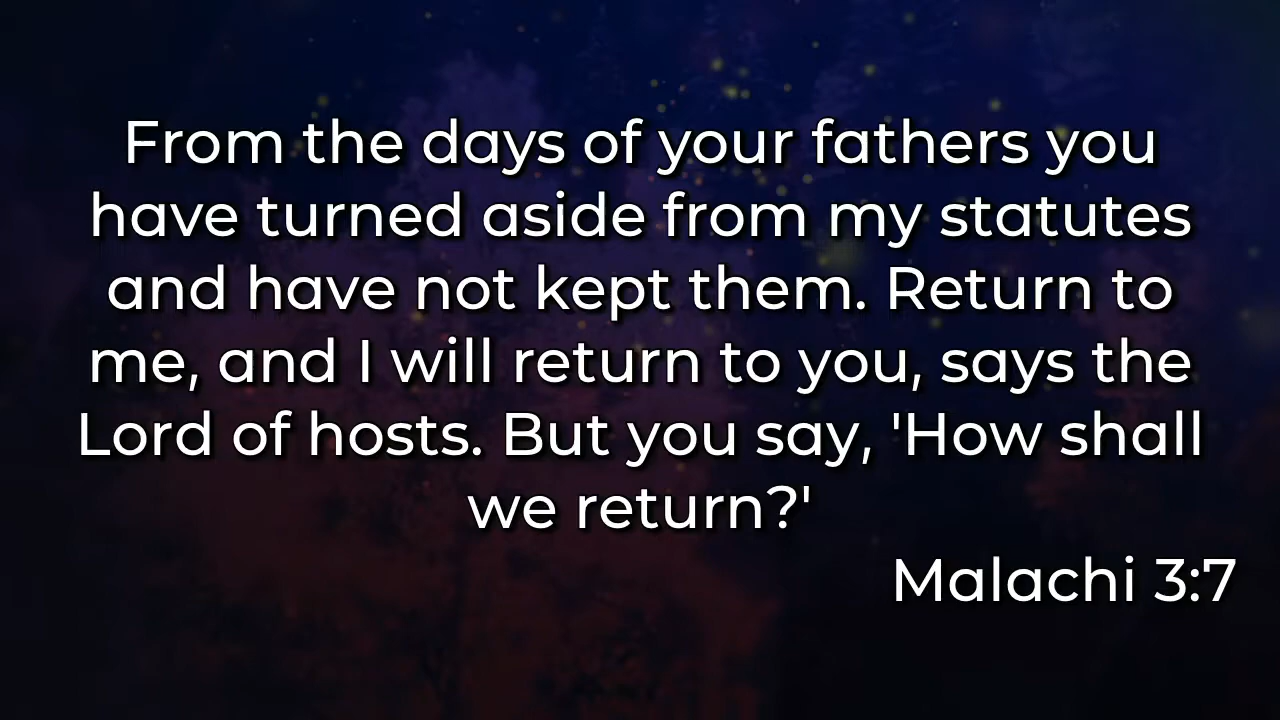 From the days of your fathers you
have turned aside from my statutes
and have not kept them. Return to
me, and I will return to you, says the
Lord of hosts. But you say, 'How shall
we return?'
Malachi 3:7